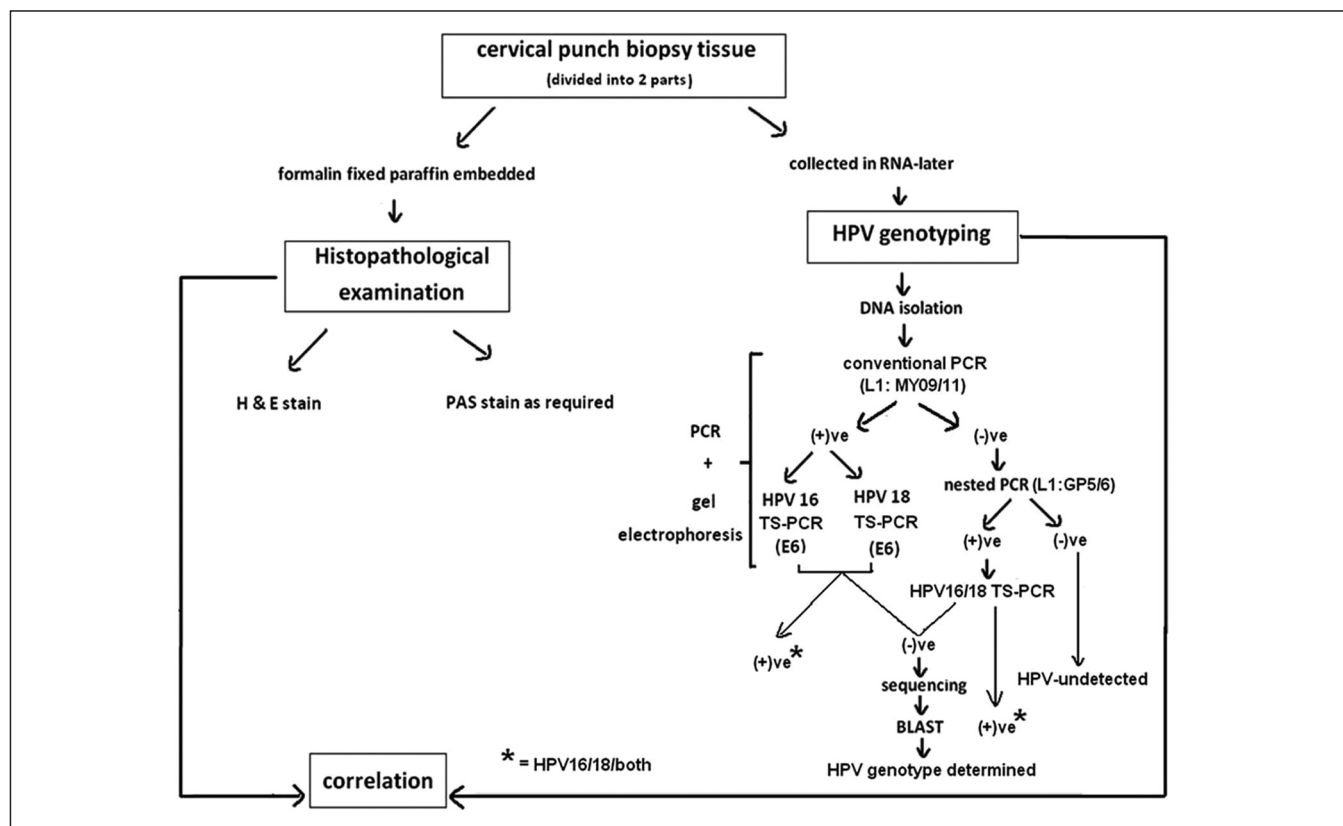 cervical punch biopsy tissue
(divided into 2 parts)
formalin fixed paraffin embedded
collected in RNA-later
Histopathological
examination
HPV genotyping
H & E stain
PAS stain as required
DNA isolation
conventional PCR
(L1: MY09/11)
PCR
+
gel
electrophoresis
(+)ve
(-)ve
HPV 16
TS-PCR
(E6)
HPV 18
TS-PCR
(E6)
nested PCR (L1:GP5/6)
(+)ve
(-)ve
HPV16/18 TS-PCR
(+)ve*
(-)ve
HPV-undetected
sequencing
(+)ve*
BLAST
HPV genotype determined
* = HPV16/18/both
correlation